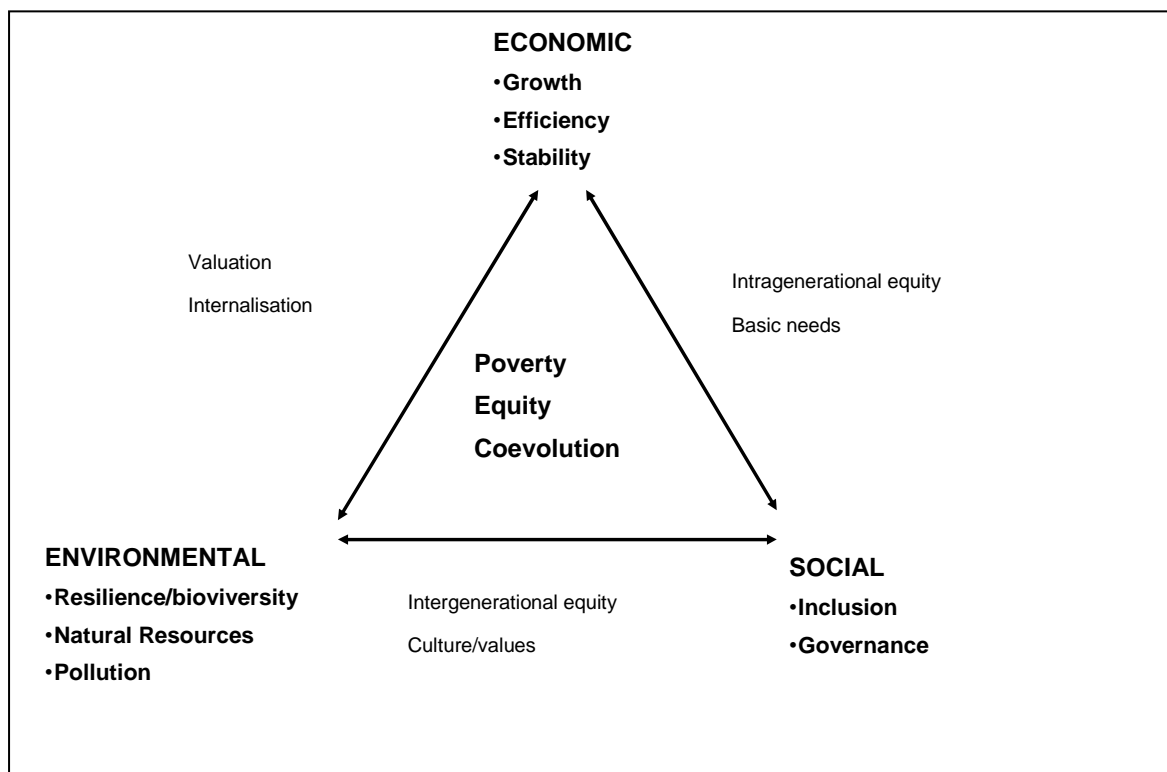 ECONOMIC
•Growth
•Efficiency
•Stability
Valuation
Internalisation
Intragenerational equity
Basic needs
Poverty
Equity
Coevolution
ENVIRONMENTAL
•Resilience/bioviversity
•Natural Resources
•Pollution
Intergenerational equity
Culture/values
SOCIAL
•Inclusion
•Governance